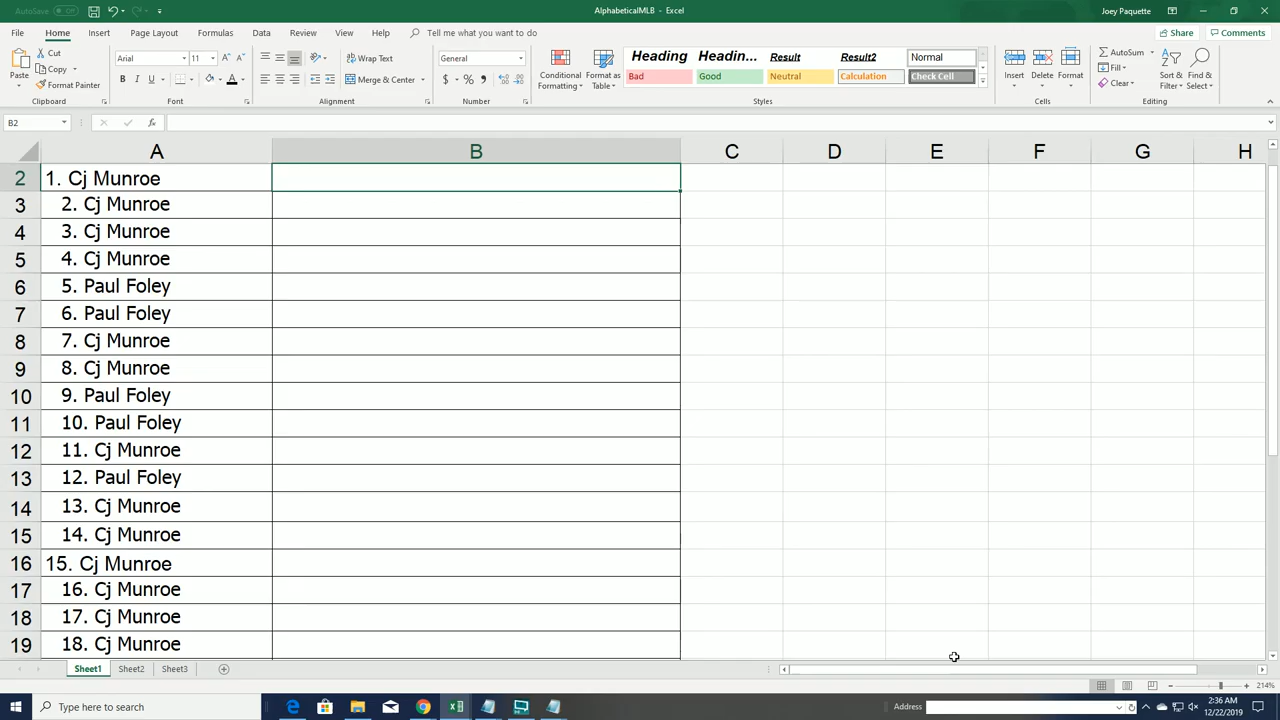 AutoSave Off AlphabeticalMLB - Excel Joey Paquette
File Home Insert Page Layout Formulas Data Review View Help Tell me what you want to do Share Comments
Paste Cut Copy Format Painter Clipboard
Arial 11 A A B I U A Font
Wrap Text Merge & Center Alignment
General $ % , Number
Conditional Formatting Format as Table
Heading Headin... Result Result2 Normal
Bad Good Neutral Calculation Check Cell
Styles
Insert Delete Format Cells
AutoSum Fill Clear Sort & Filter Find & Select Editing
B2 fx
A B C D E F G H
2 1. Cj Munroe
3 2. Cj Munroe
4 3. Cj Munroe
5 4. Cj Munroe
6 5. Paul Foley
7 6. Paul Foley
8 7. Cj Munroe
9 8. Cj Munroe
10 9. Paul Foley
11 10. Paul Foley
12 11. Cj Munroe
13 12. Paul Foley
14 13. Cj Munroe
15 14. Cj Munroe
16 15. Cj Munroe
17 16. Cj Munroe
18 17. Cj Munroe
19 18. Cj Munroe
Sheet1 Sheet2 Sheet3
214%
Type here to search Address 2:36 AM
12/22/2019